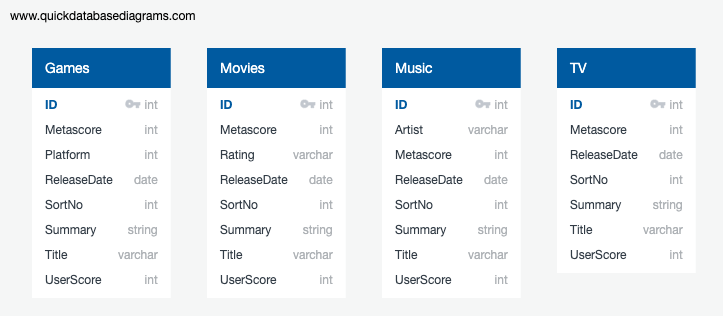 www.quickdatabasediagrams.com
Games
ID int
Metascore int
Platform int
ReleaseDate date
SortNo int
Summary string
Title varchar
UserScore int
Movies
ID int
Metascore int
Rating varchar
ReleaseDate date
SortNo int
Summary string
Title varchar
UserScore int
Music
ID int
Artist varchar
Metascore int
ReleaseDate date
SortNo int
Summary string
Title varchar
UserScore int
TV
ID int
Metascore int
ReleaseDate date
SortNo int
Summary string
Title varchar
UserScore int